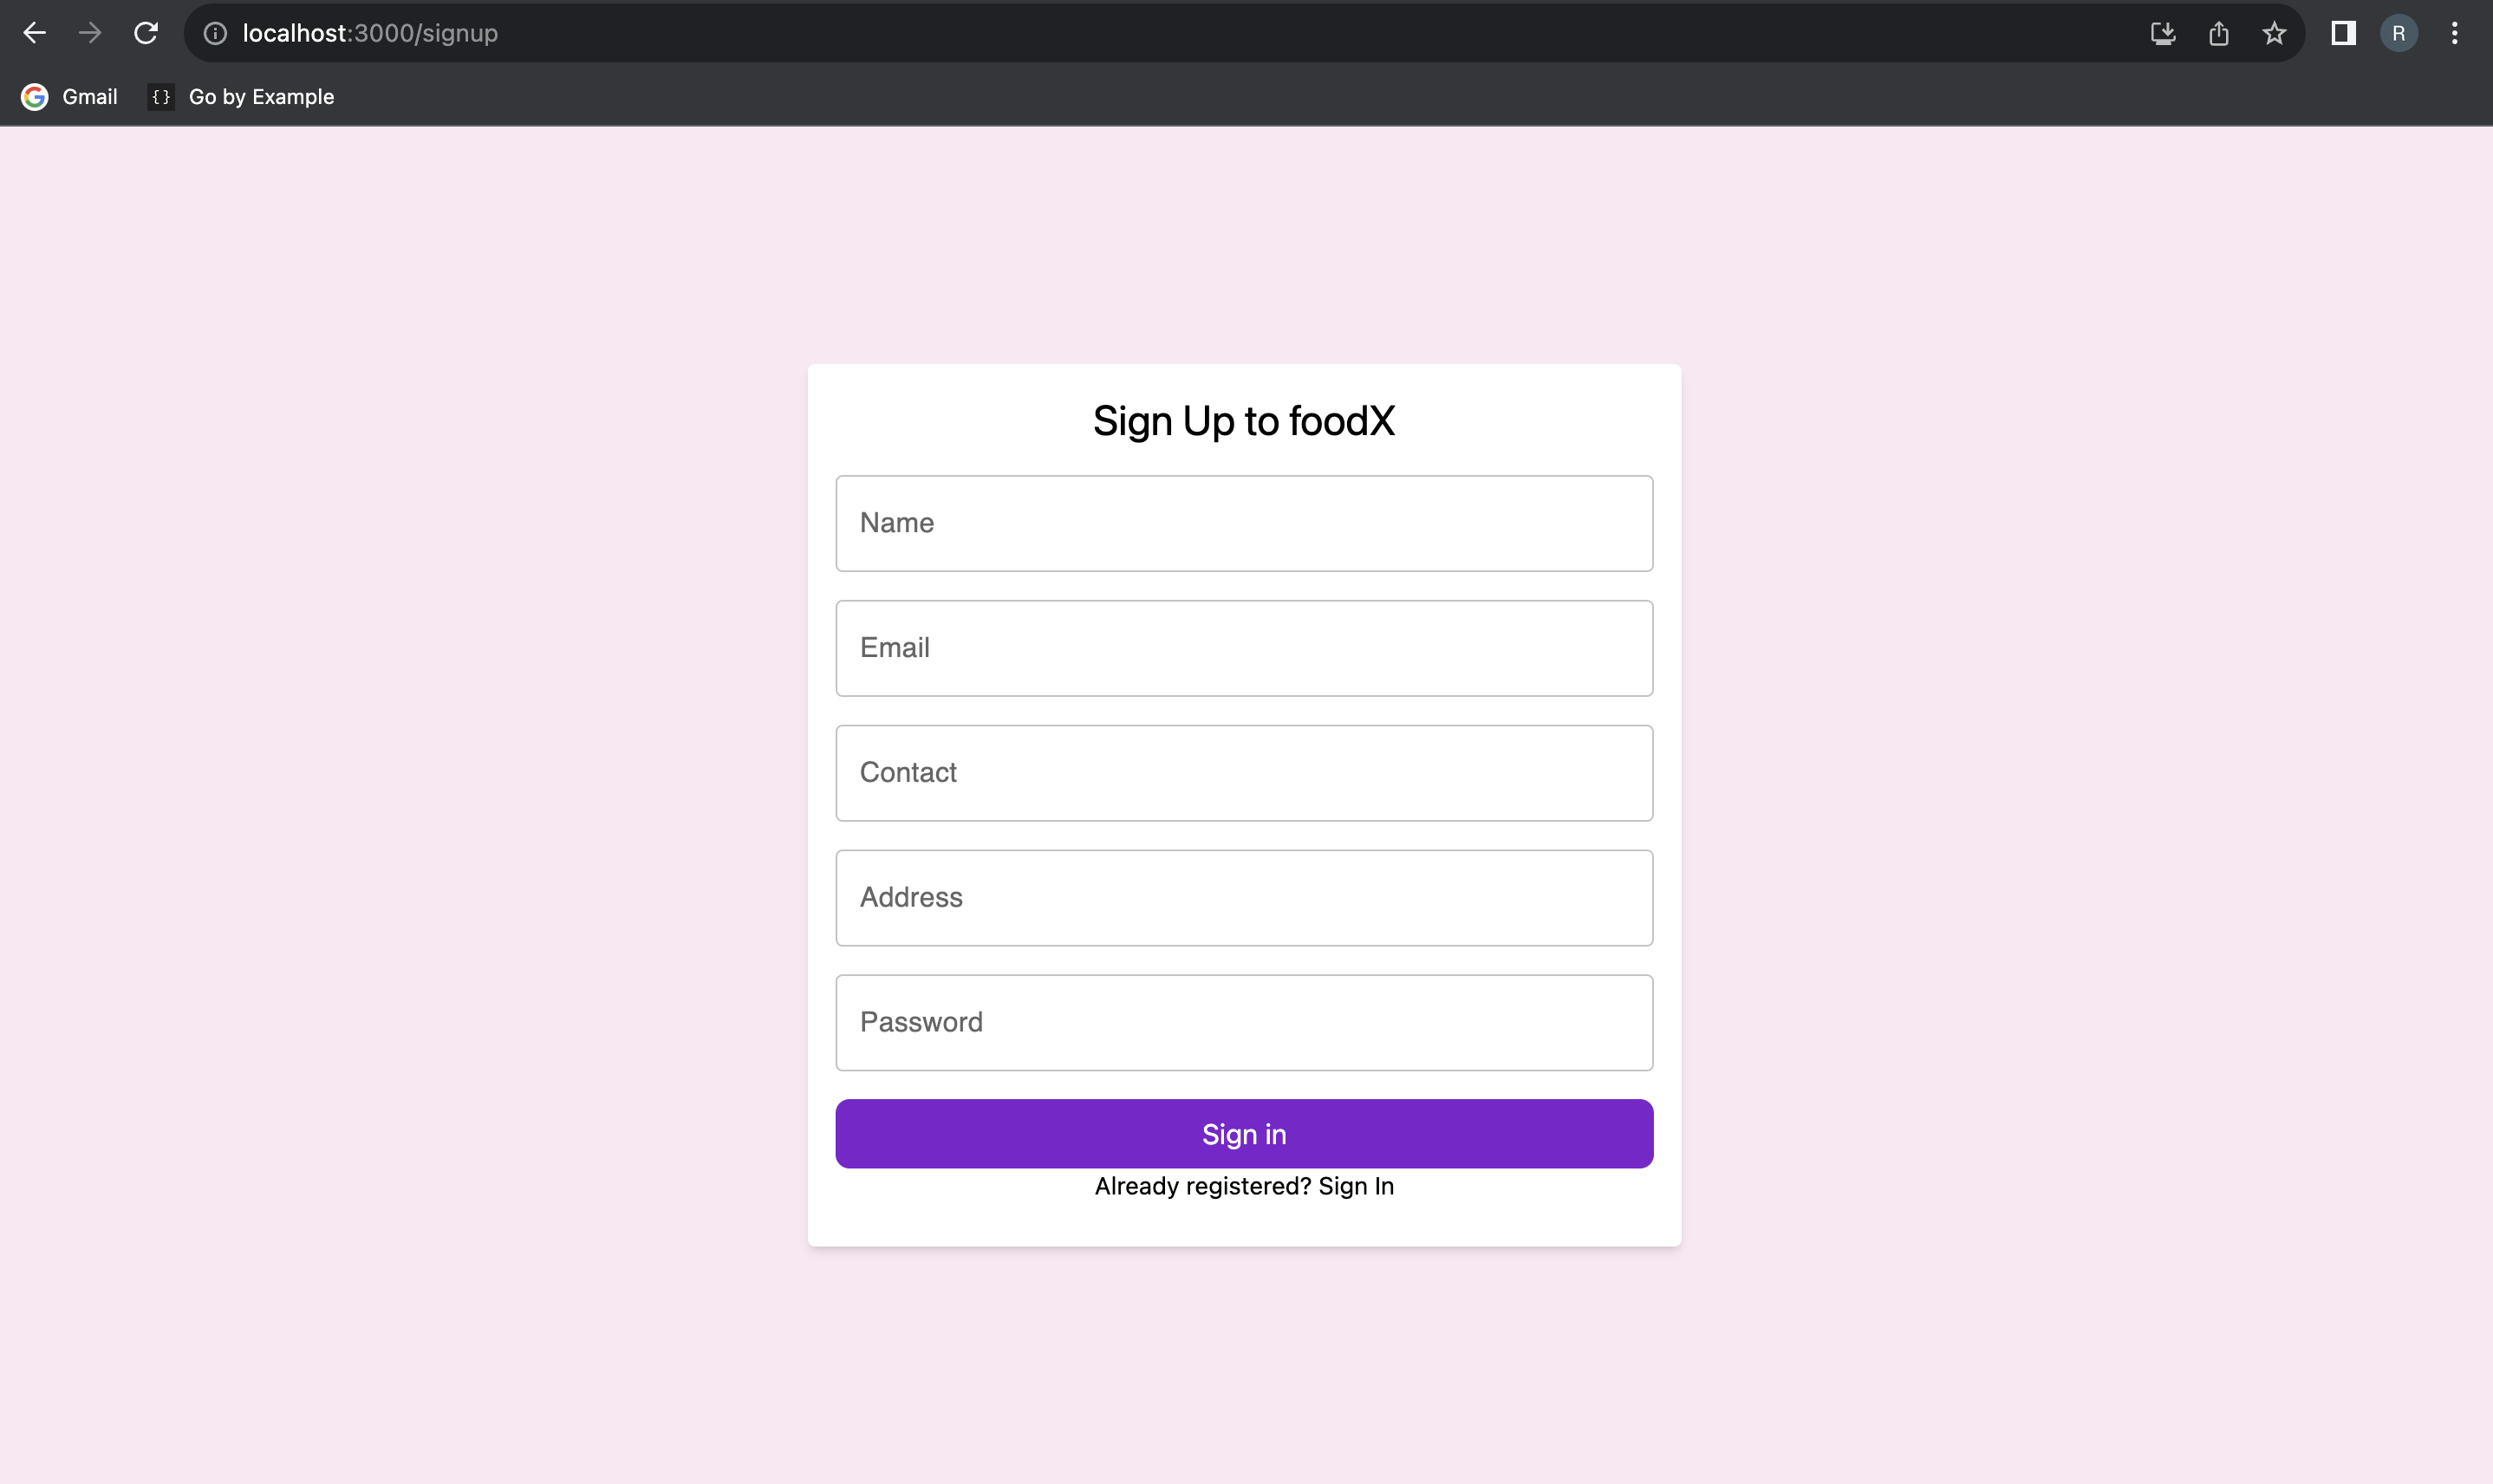 localhost:3000/signup
R
Gmail
{} Go by Example
Sign Up to foodX
Name
Email
Contact
Address
Password
Sign in
Already registered? Sign In